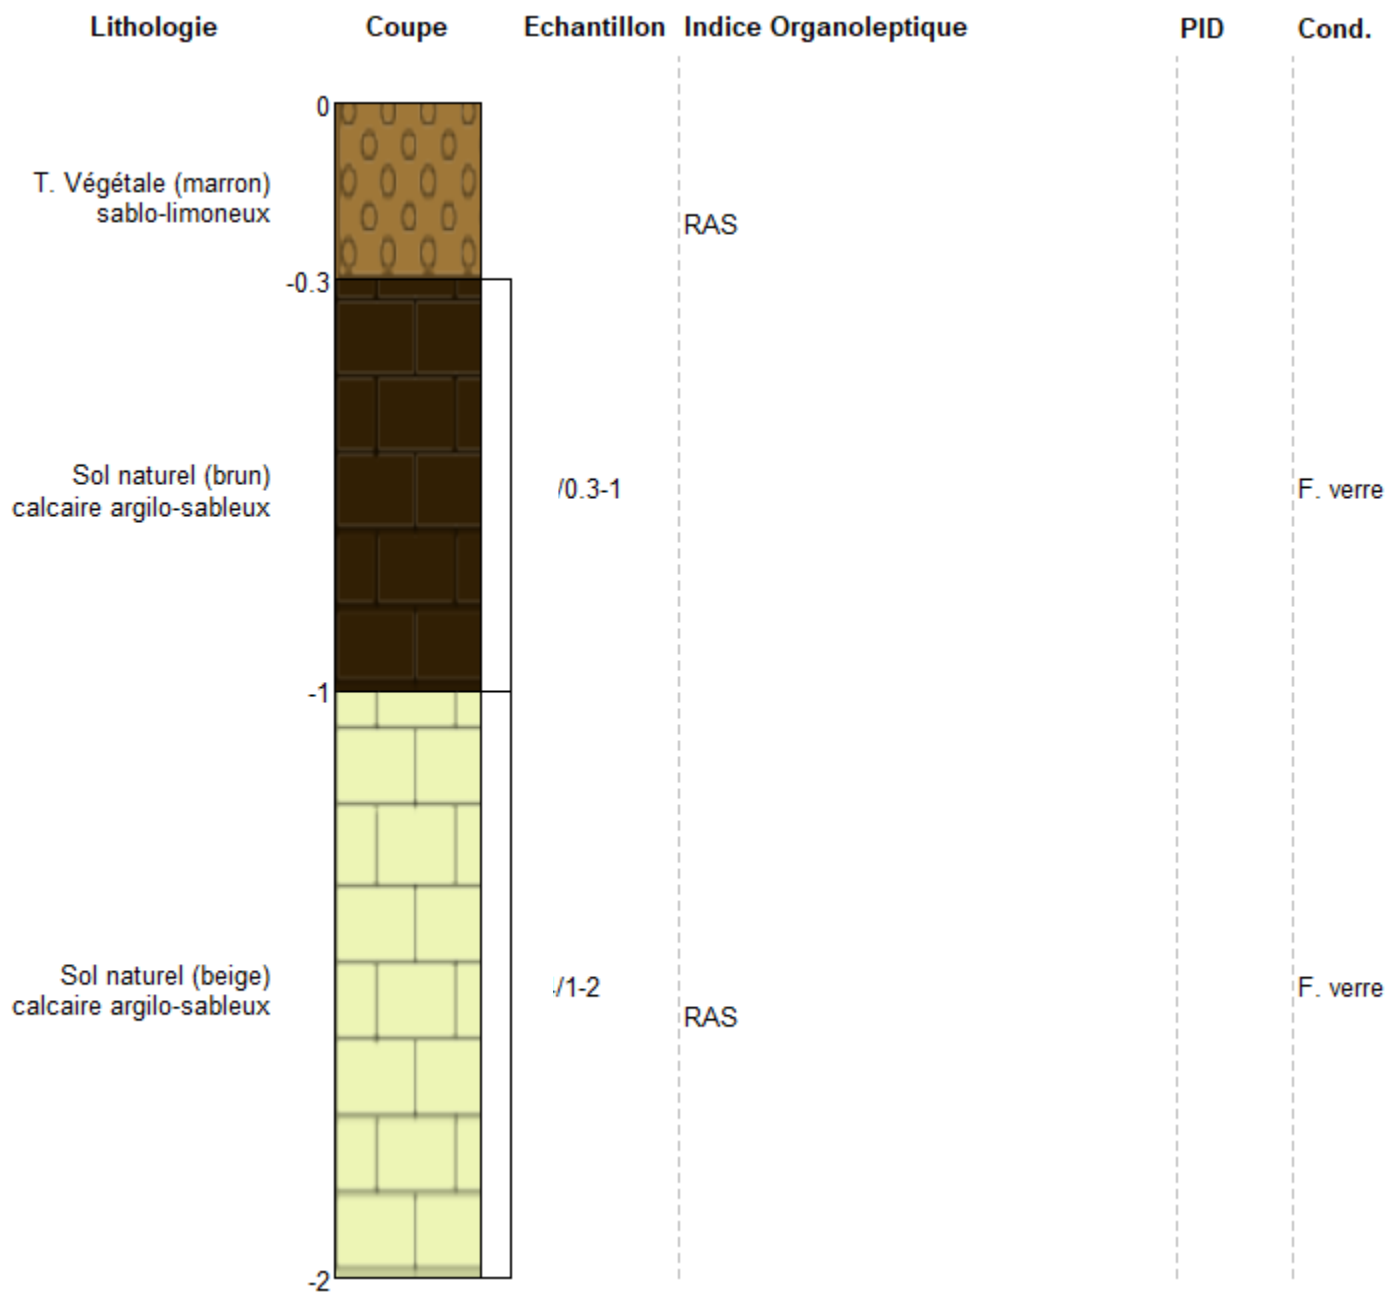 Lithologie Coupe Echantillon Indice Organoleptique PID Cond.
0
T. Végétale (marron)
sablo-limoneux
RAS
-0.3
Sol naturel (brun)
calcaire argilo-sableux
/0.3-1
F. verre
-1
Sol naturel (beige)
calcaire argilo-sableux
/1-2
F. verre
RAS
-2